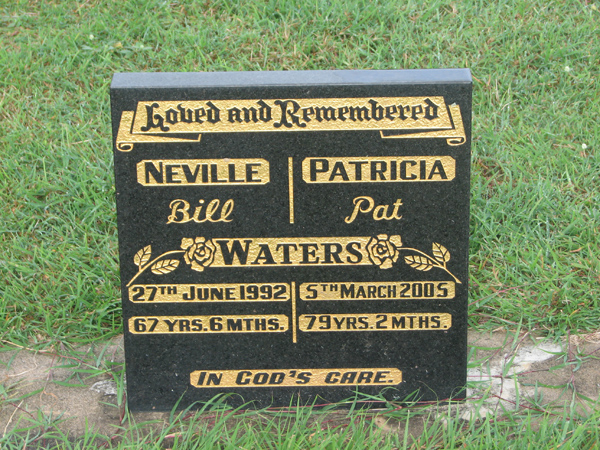 Loved and Remembered
NEVILLE PATRICIA
Bill Pat
WATERS
27TH JUNE 1992 5TH MARCH 2005
67 YRS. 6 MTHS. 79 YRS. 2 MTHS.
IN GOD'S CARE.